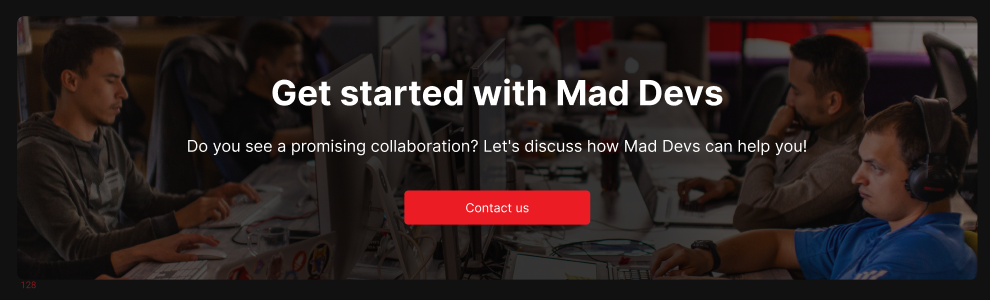 Get started with Mad Devs
Do you see a promising collaboration? Let's discuss how Mad Devs can help you!
Contact us
128